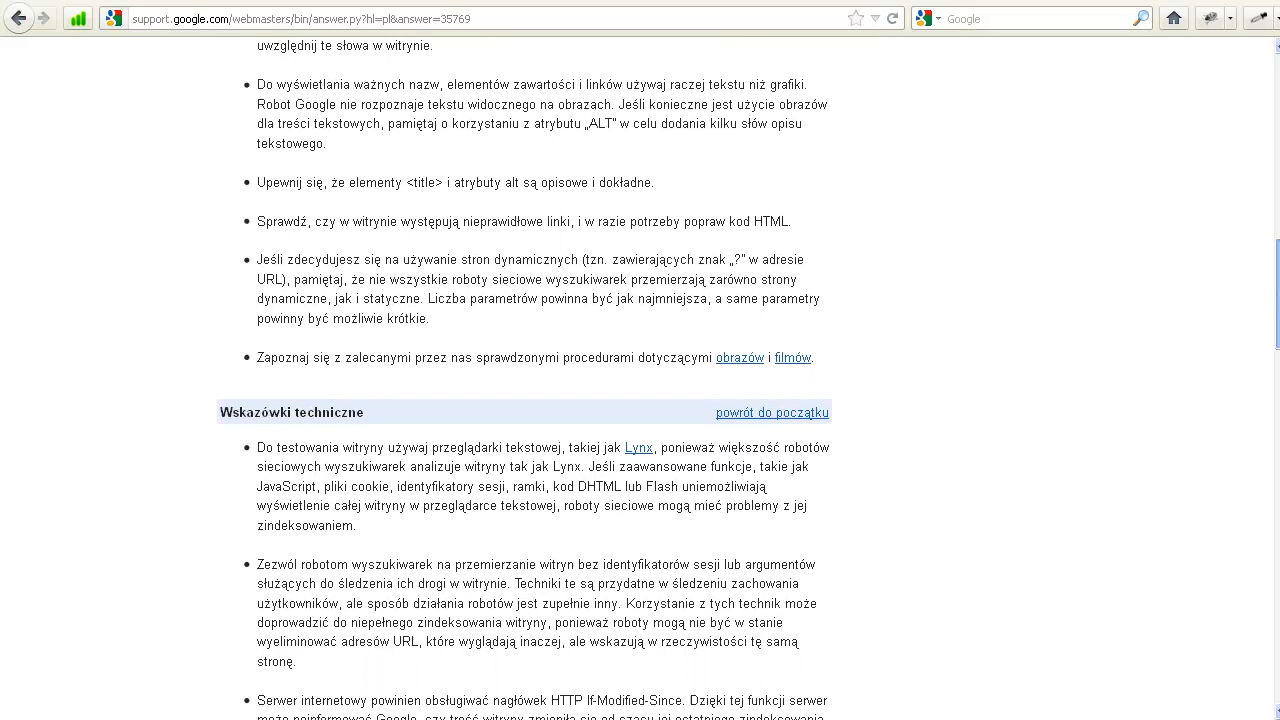 support.google.com/webmasters/bin/answer.py?hl=pl&answer=35769
Google
uwzględnij te słowa w witrynie.
Do wyświetlania ważnych nazw, elementów zawartości i linków używaj raczej tekstu niż grafiki.
Robot Google nie rozpoznaje tekstu widocznego na obrazach. Jeśli konieczne jest użycie obrazów
dla treści tekstowych, pamiętaj o korzystaniu z atrybutu „ALT” w celu dodania kilku słów opisu
tekstowego.
Upewnij się, że elementy <title> i atrybuty alt są opisowe i dokładne.
Sprawdź, czy w witrynie występują nieprawidłowe linki, i w razie potrzeby popraw kod HTML.
Jeśli zdecydujesz się na używanie stron dynamicznych (tzn. zawierających znak „?” w adresie
URL), pamiętaj, że nie wszystkie roboty sieciowe wyszukiwarek przemierzają zarówno strony
dynamiczne, jak i statyczne. Liczba parametrów powinna być jak najmniejsza, a same parametry
powinny być możliwie krótkie.
Zapoznaj się z zalecanymi przez nas sprawdzonymi procedurami dotyczącymi obrazów i filmów.
Wskazówki techniczne powrót do początku
Do testowania witryny używaj przeglądarki tekstowej, takiej jak Lynx, ponieważ większość robotów
sieciowych wyszukiwarek analizuje witryny tak jak Lynx. Jeśli zaawansowane funkcje, takie jak
JavaScript, pliki cookie, identyfikatory sesji, ramki, kod DHTML lub Flash uniemożliwiają
wyświetlenie całej witryny w przeglądarce tekstowej, roboty sieciowe mogą mieć problemy z jej
zindeksowaniem.
Zezwól robotom wyszukiwarek na przemierzanie witryn bez identyfikatorów sesji lub argumentów
służących do śledzenia ich drogi w witrynie. Techniki te są przydatne w śledzeniu zachowania
użytkowników, ale sposób działania robotów jest zupełnie inny. Korzystanie z tych technik może
doprowadzić do niepełnego zindeksowania witryny, ponieważ roboty mogą nie być w stanie
wyeliminować adresów URL, które wyglądają inaczej, ale wskazują w rzeczywistości tę samą
stronę.
Serwer internetowy powinien obsługiwać nagłówek HTTP If-Modified-Since. Dzięki tej funkcji serwer
może poinformować Google, czy treść witryny zmieniła się od czasu jej ostatniego zindeksowania